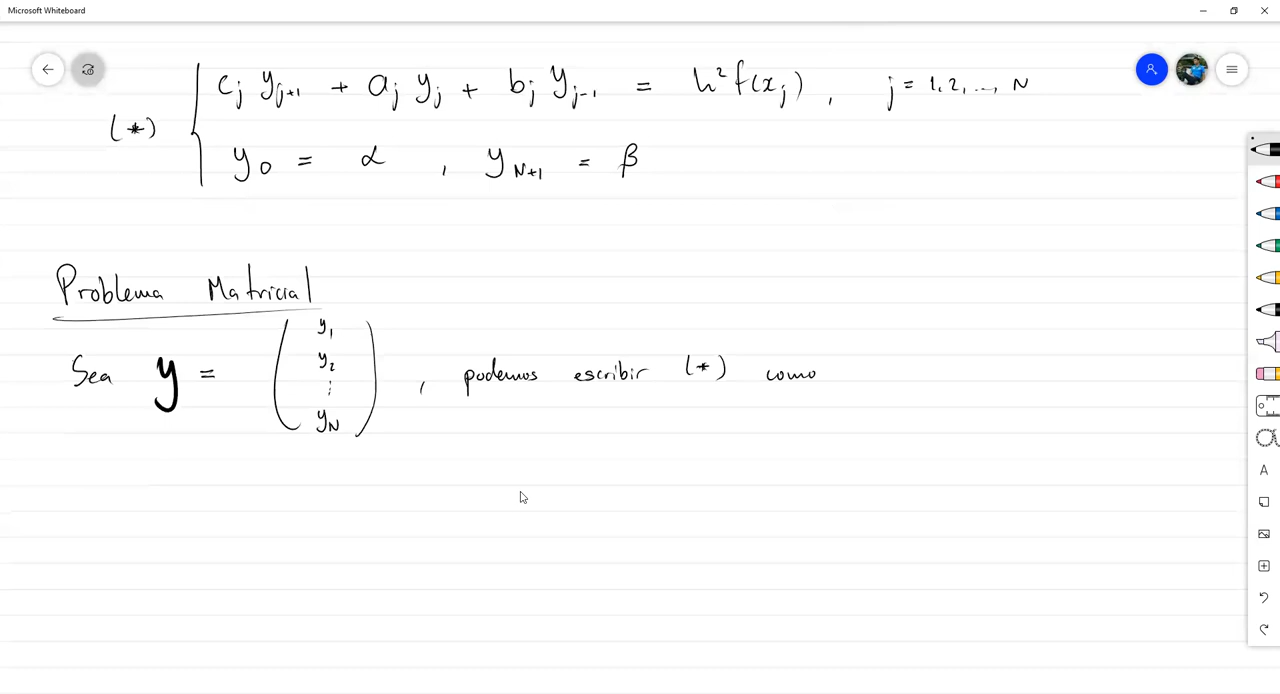 Microsoft Whiteboard
(*) { c_j y_{j+1} + a_j y_j + b_j y_{j-1} = h² f(x_j) , j = 1, 2, ..., N
y_0 = α , y_{N+1} = β
Problema Matricial
Sea y = ( y_1 y_2 ⋮ y_N ) , podemos escribir (*) como
A